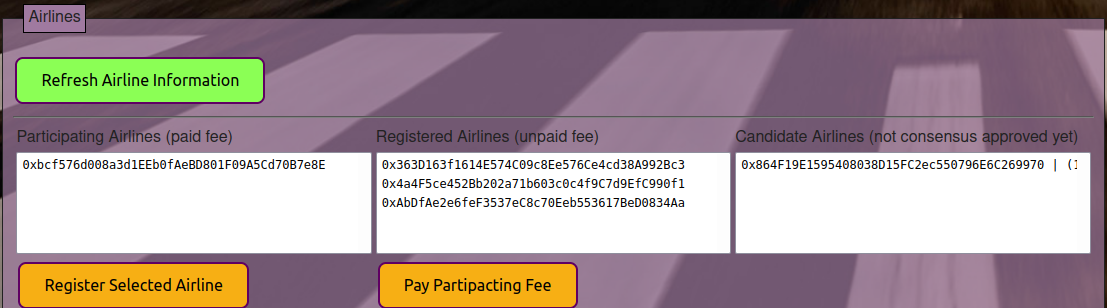 Airlines
Refresh Airline Information
Participating Airlines (paid fee)
Registered Airlines (unpaid fee)
Candidate Airlines (not consensus approved yet)
0xbcf576d008a3d1EEb0fAeBD801F09A5Cd70B7e8E
0x363D163f1614E574C09c8Ee576Ce4cd38A992Bc3
0x4a4F5ce452Bb202a71b603c0c4f9C7d9EfC990f1
0xAbDfAe2e6feF3537eC8c70Eeb553617BeD0834Aa
0x864F19E1595408038D15FC2ec550796E6C269970 | (1
Register Selected Airline
Pay Partipacting Fee